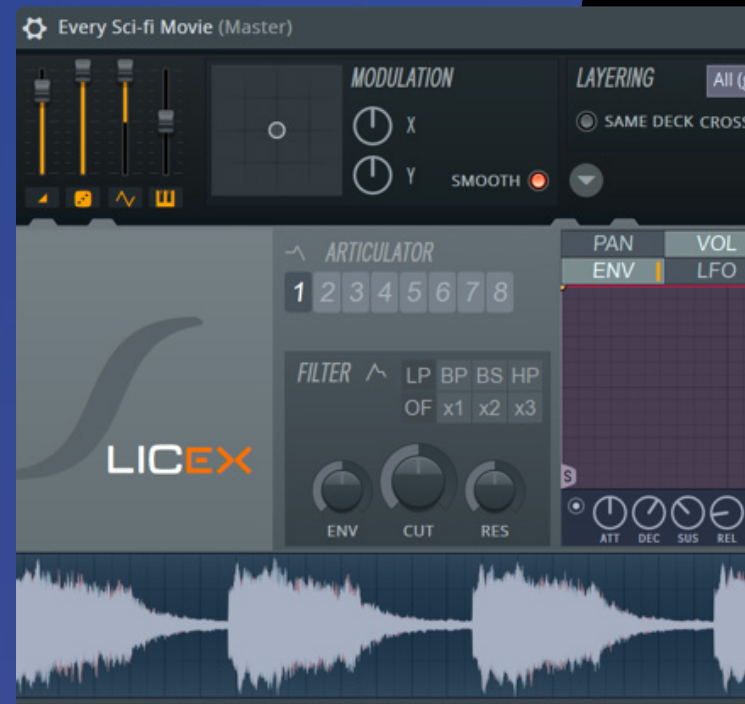 Every Sci-fi Movie (Master)
MODULATION
X
Y
SMOOTH
LAYERING
All (
SAME DECK CROSS
ARTICULATOR
1 2 3 4 5 6 7 8
FILTER
LP BP BS HP
OF x1 x2 x3
ENV CUT RES
LICEX
PAN VOL
ENV LFO
S
ATT DEC SUS REL